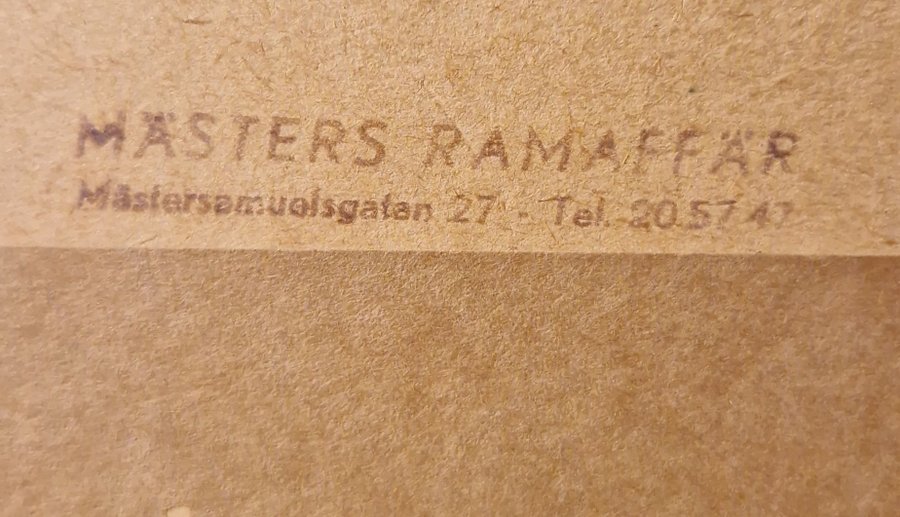 MÄSTERS RAMAFFÄR
Mästersamuelsgatan 27 - Tel. 20 57 47